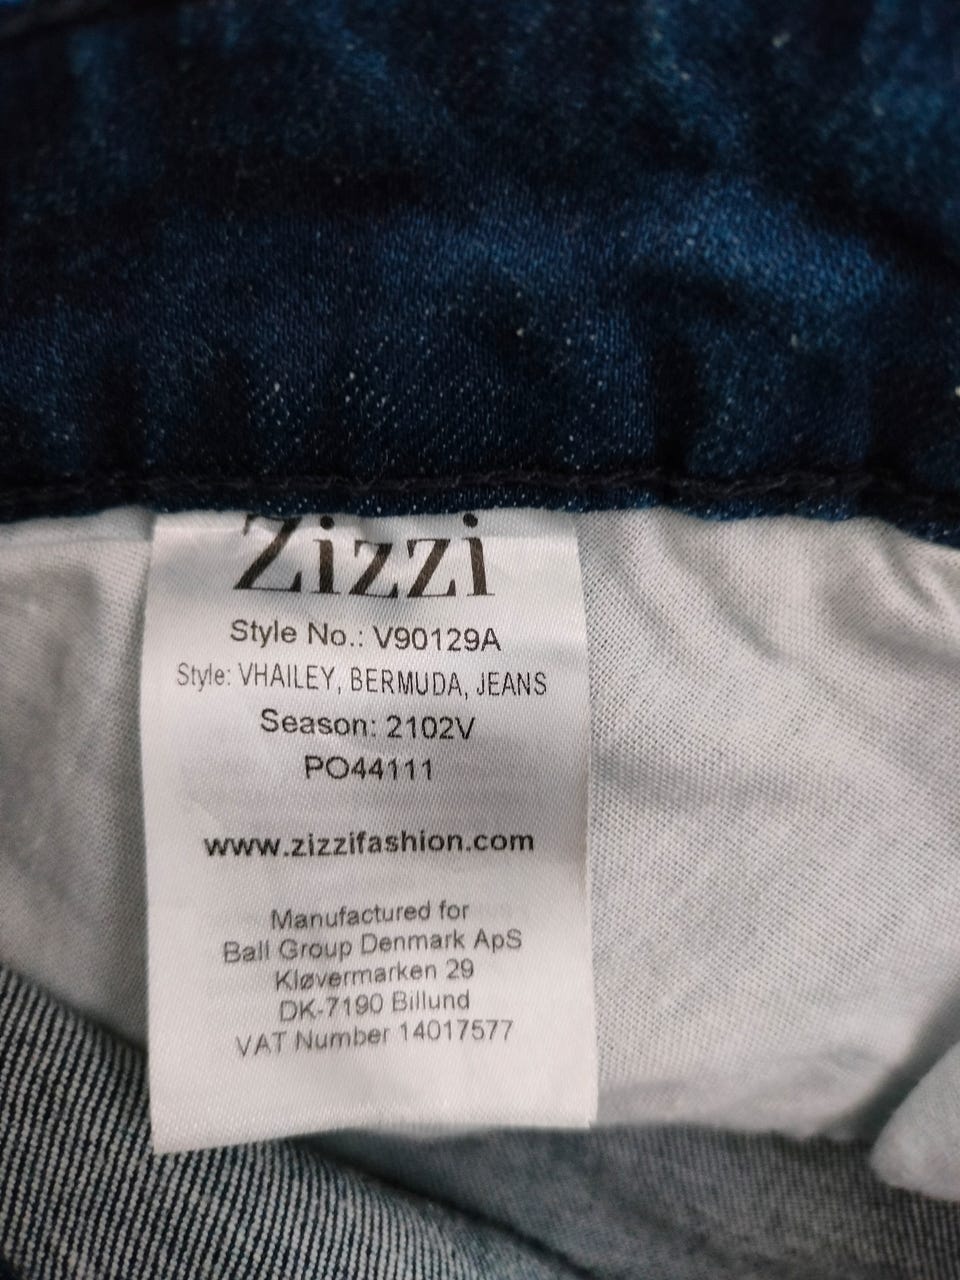 Zizzi
Style No.: V90129A
Style: VHAILEY, BERMUDA, JEANS
Season: 2102V
PO44111
www.zizzifashion.com
Manufactured for
Ball Group Denmark ApS
Kløvermarken 29
DK-7190 Billund
VAT Number 14017577